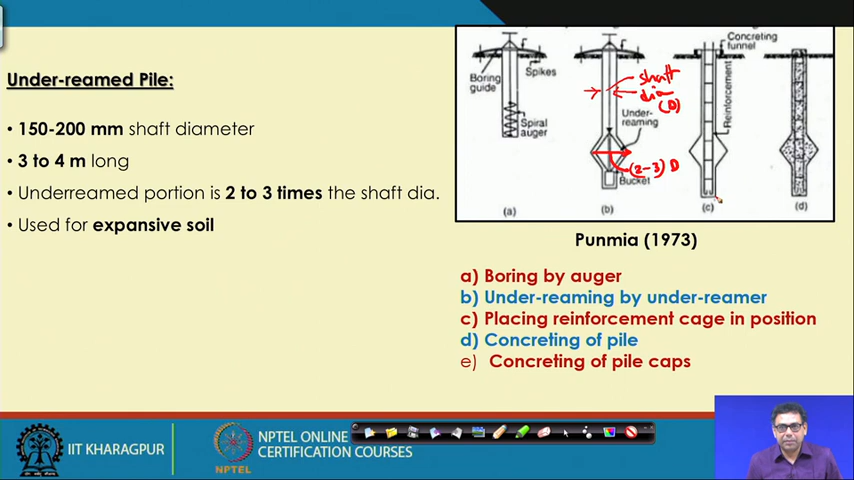 Under-reamed Pile:
• 150-200 mm shaft diameter
• 3 to 4 m long
• Underreamed portion is 2 to 3 times the shaft dia.
• Used for expansive soil
Boring
guide
Spikes
Spiral
auger
(a)
shaft
dia
(D)
Under-
reaming
(2-3) D
Bucket
(b)
Concreting
funnel
Reinforcement
(c)
(d)
Punmia (1973)
a) Boring by auger
b) Under-reaming by under-reamer
c) Placing reinforcement cage in position
d) Concreting of pile
e) Concreting of pile caps
IIT KHARAGPUR
NPTEL
NPTEL ONLINE
CERTIFICATION COURSES